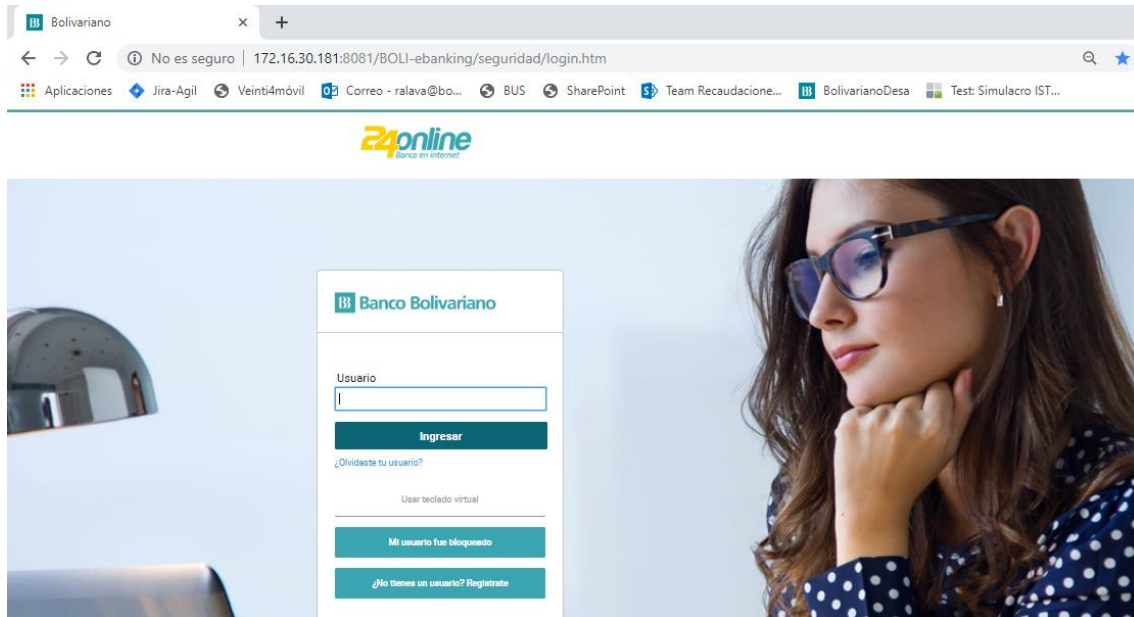 Bolivariano
No es seguro | 172.16.30.181:8081/BOLI-ebanking/seguridad/login.htm
Aplicaciones Jira-Agil Veinti4móvil Correo - ralava@bo... BUS SharePoint Team Recaudacione... BolivarianoDesa Test: Simulacro IST...
24online
Banca en internet
Banco Bolivariano
Usuario
Ingresar
¿Olvidaste tu usuario?
Usar teclado virtual
Mi usuario fue bloqueado
¿No tienes un usuario? Registrate